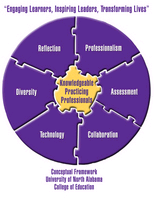 "Engaging Learners, Inspiring Leaders, Transforming Lives"
Reflection
Professionalism
Diversity
Knowledgeable
Practicing
Professionals
Assessment
Technology
Collaboration
Conceptual Framework
University of North Alabama
College of Education